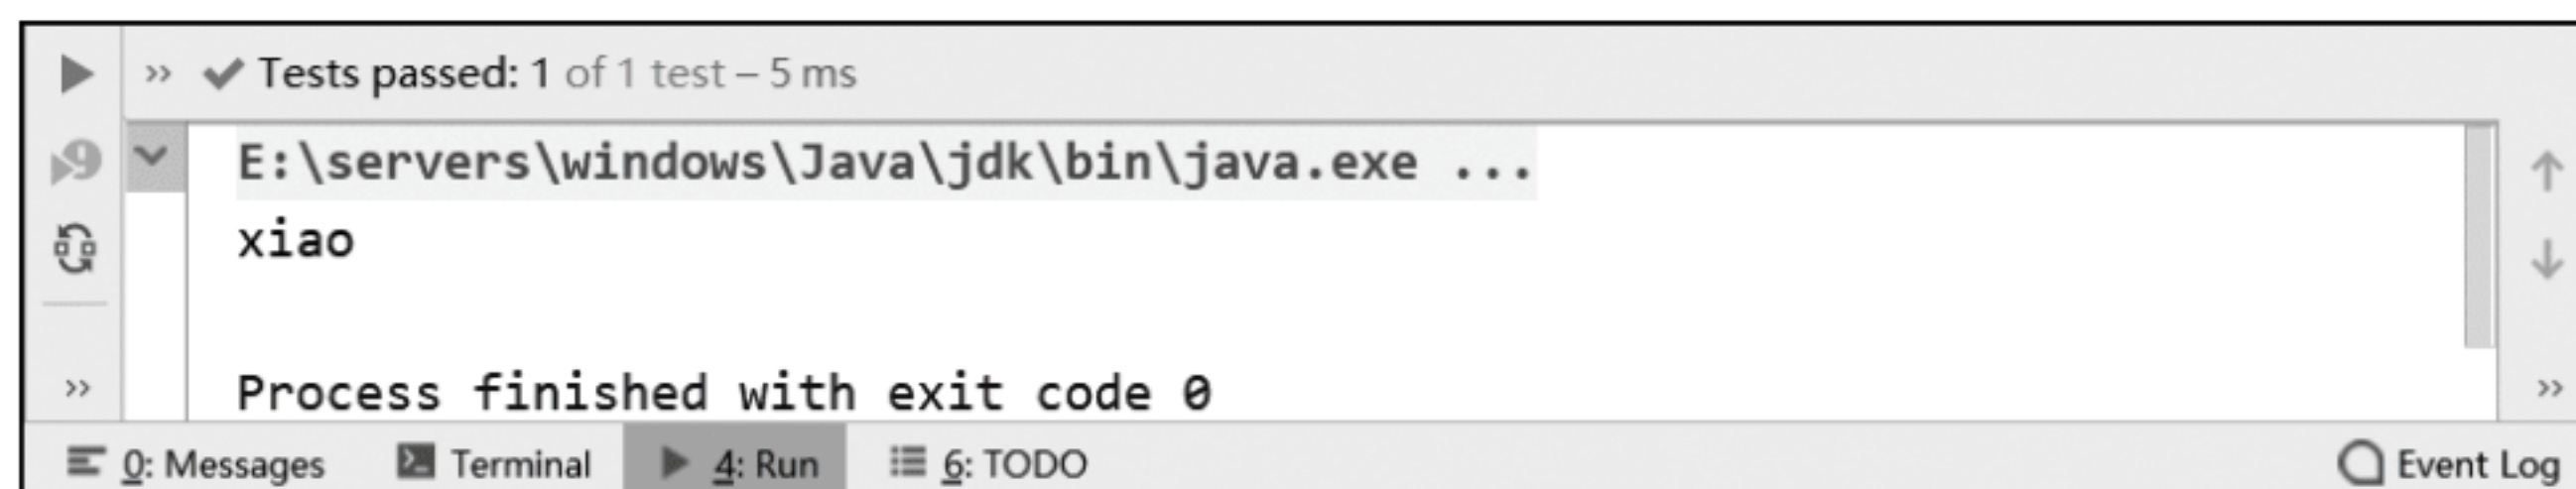 Tests passed: 1 of 1 test – 5 ms
E:\servers\windows\Java\jdk\bin\java.exe ...
xiao
Process finished with exit code 0
0: Messages Terminal 4: Run 6: TODO Event Log